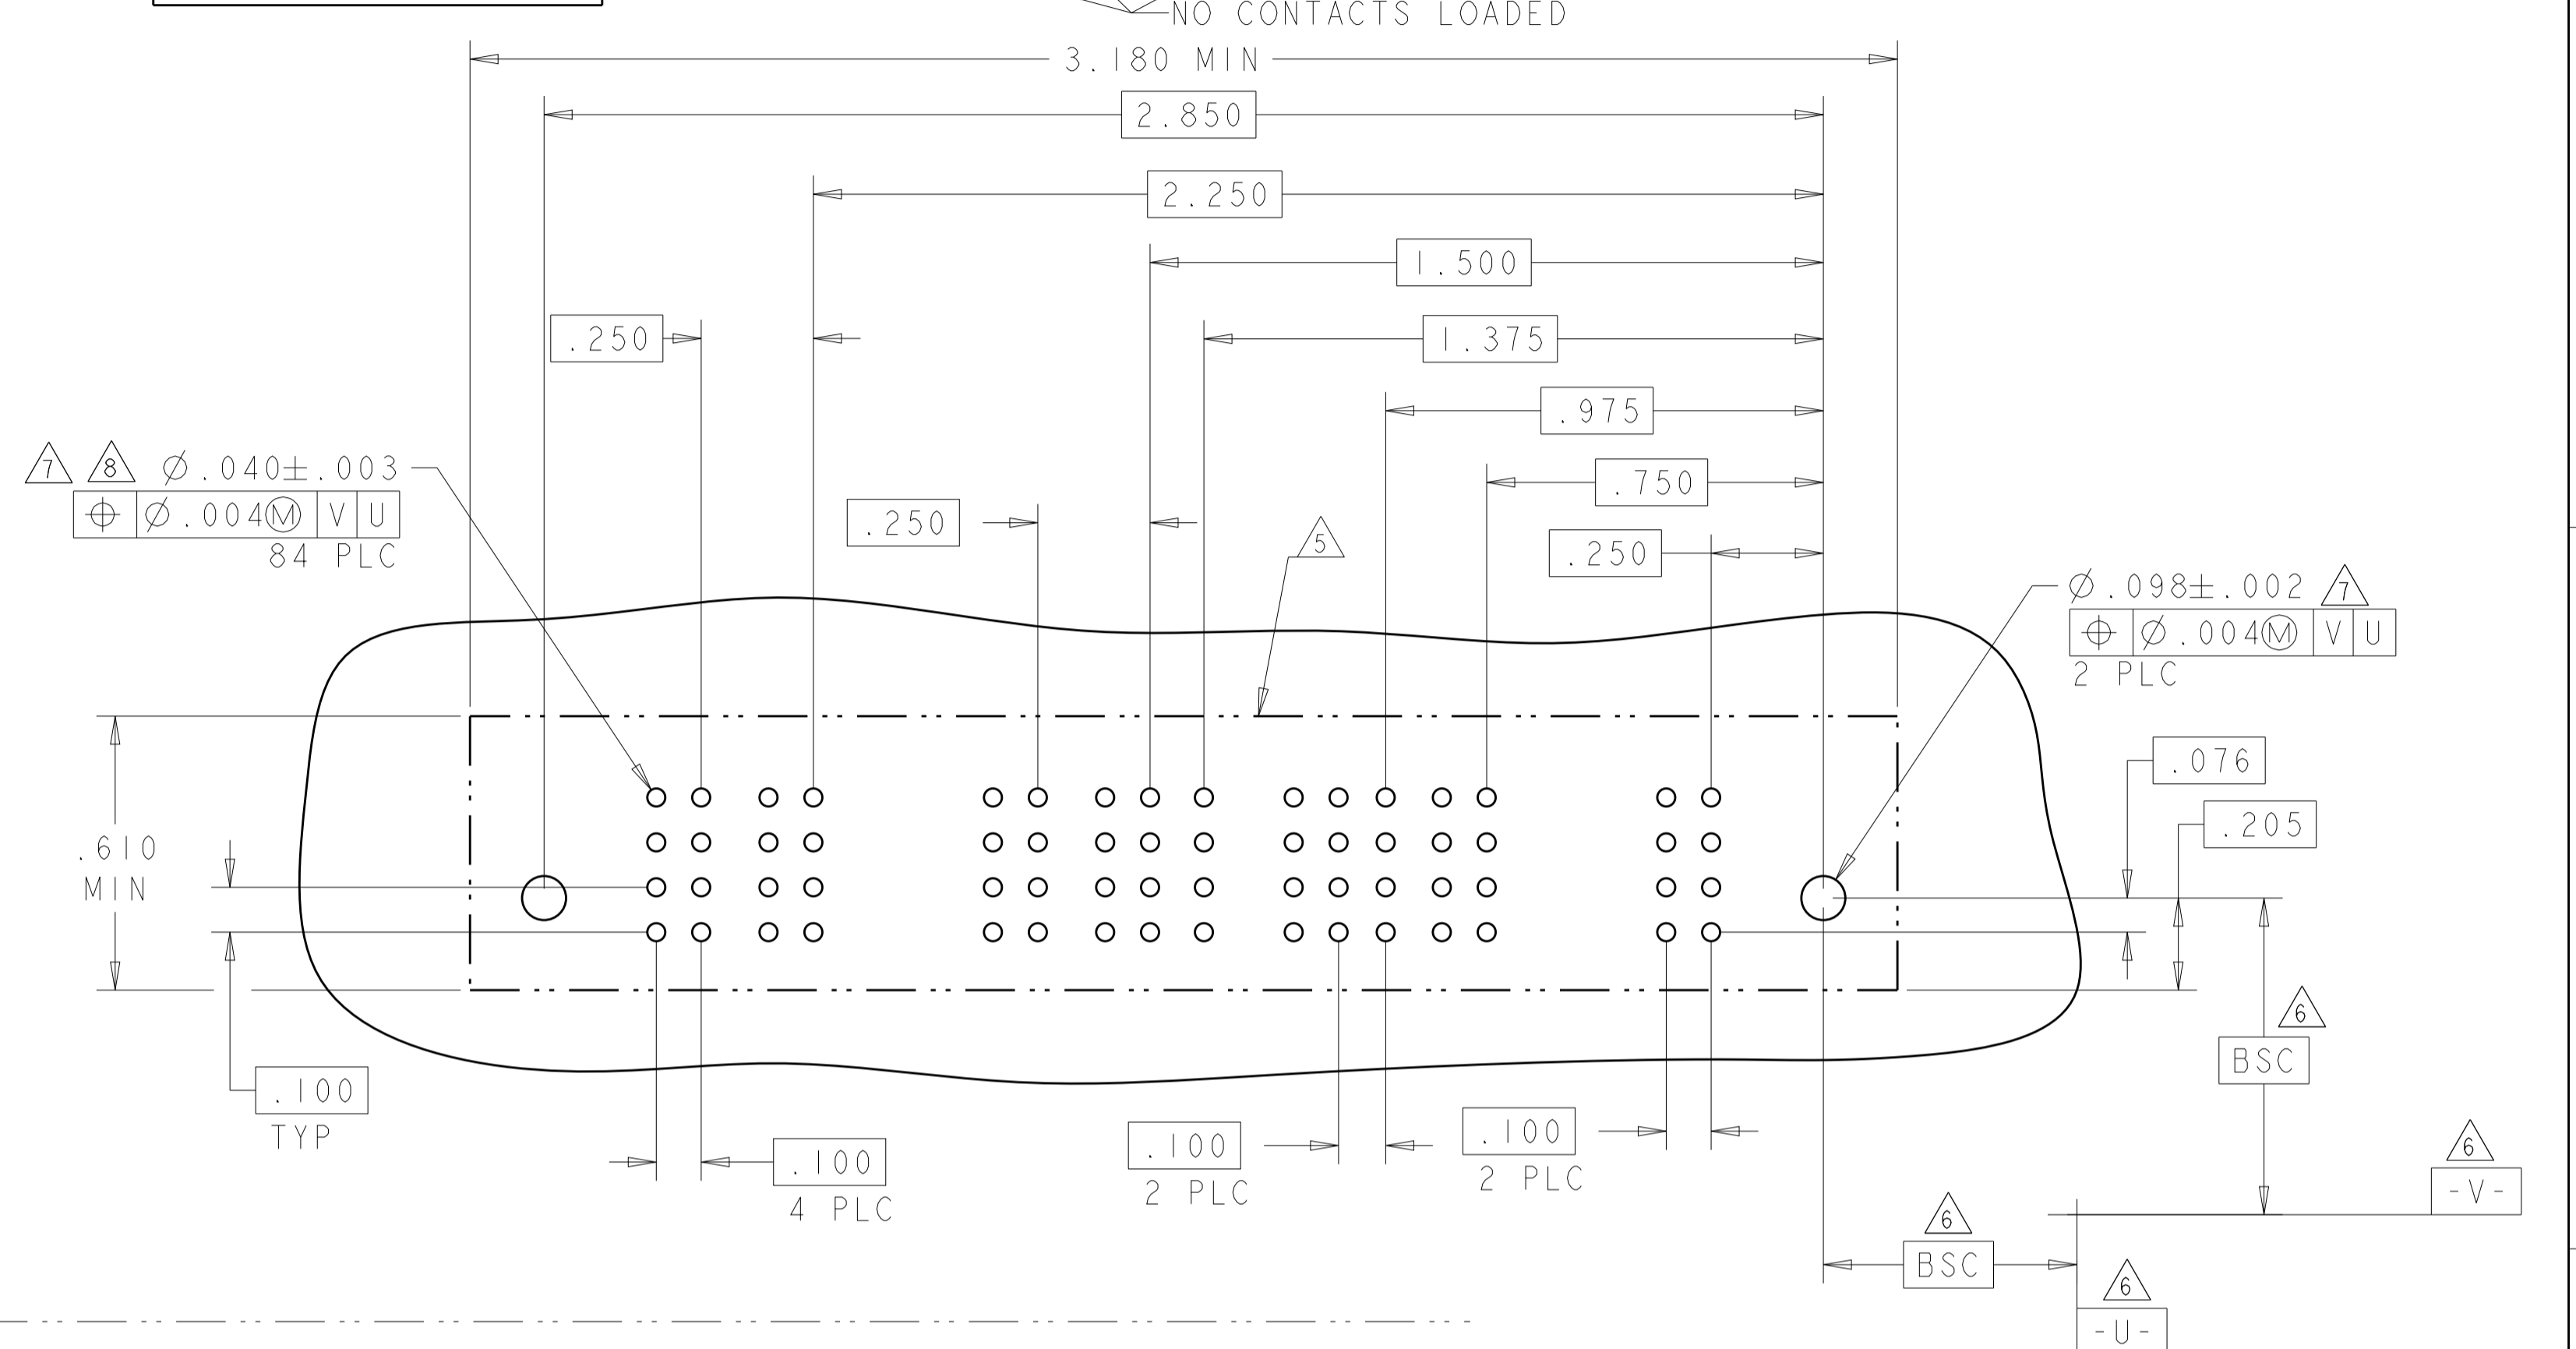 NO CONTACTS LOADED
3.180 MIN
2.850
2.250
1.500
.250
1.375
.975
7 8 Ø.040±.003
⌖ Ø.004Ⓜ V U
84 PLC
.750
.250
5
.250
Ø.098±.002 7
⌖ Ø.004Ⓜ V U
2 PLC
.076
.205
.610
MIN
6
BSC
.100
TYP
.100
4 PLC
.100
2 PLC
.100
2 PLC
6
-V-
6
BSC
6
-U-